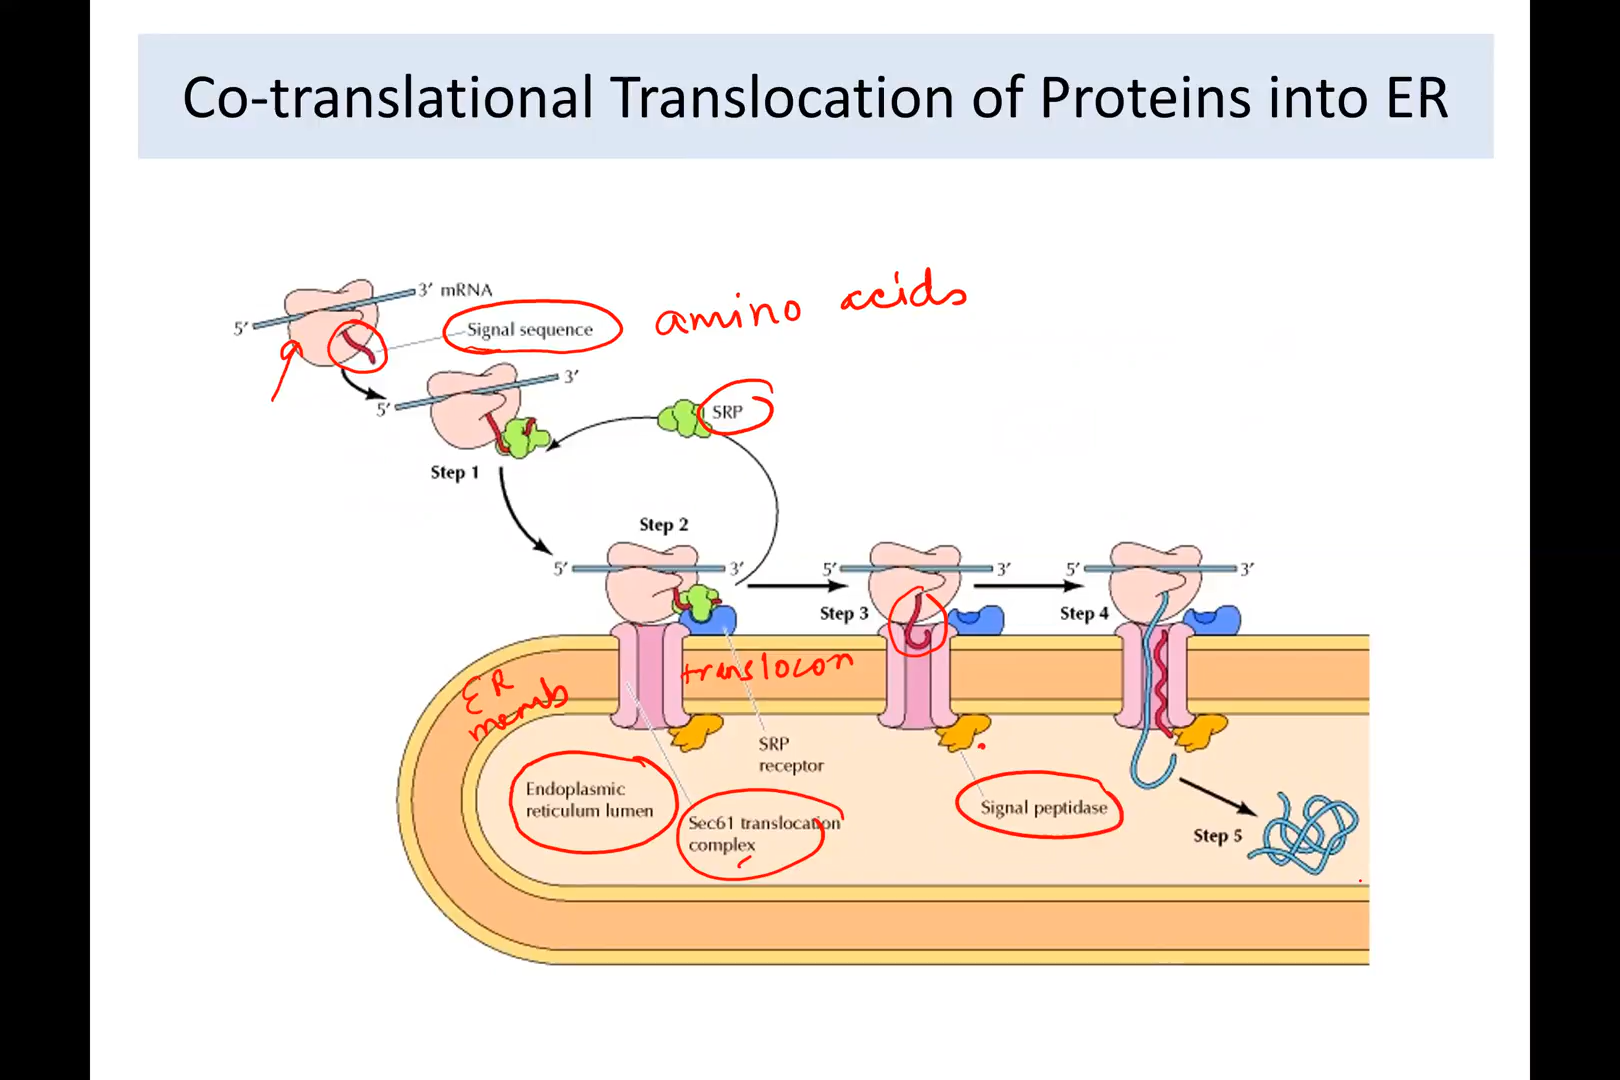 Co-translational Translocation of Proteins into ER
3′ mRNA
5′
Signal sequence
amino acids
3′
5′
SRP
Step 1
Step 2
5′
3′
5′
3′
5′
3′
Step 3
Step 4
translocon
ER
memb
SRP
receptor
Endoplasmic
reticulum lumen
Sec61 translocation
complex
Signal peptidase
Step 5